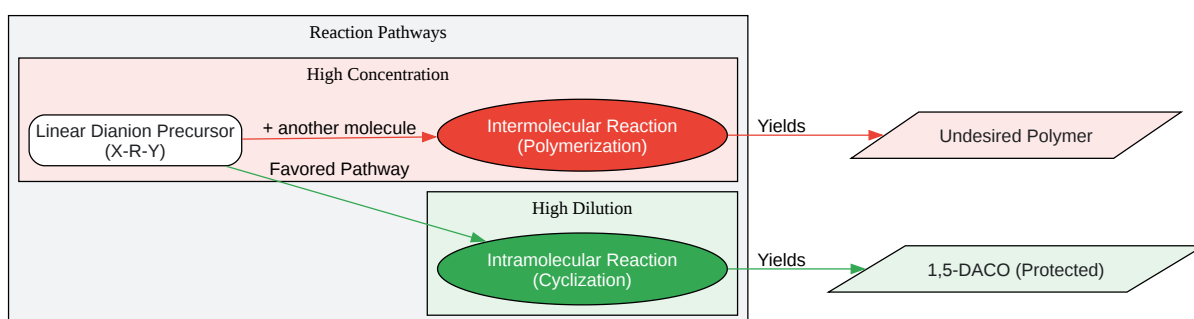 Reaction Pathways
High Concentration
Linear Dianion Precursor
(X-R-Y)
+ another molecule
Intermolecular Reaction
(Polymerization)
Yields
Undesired Polymer
Favored Pathway
High Dilution
Intramolecular Reaction
(Cyclization)
Yields
1,5-DACO (Protected)